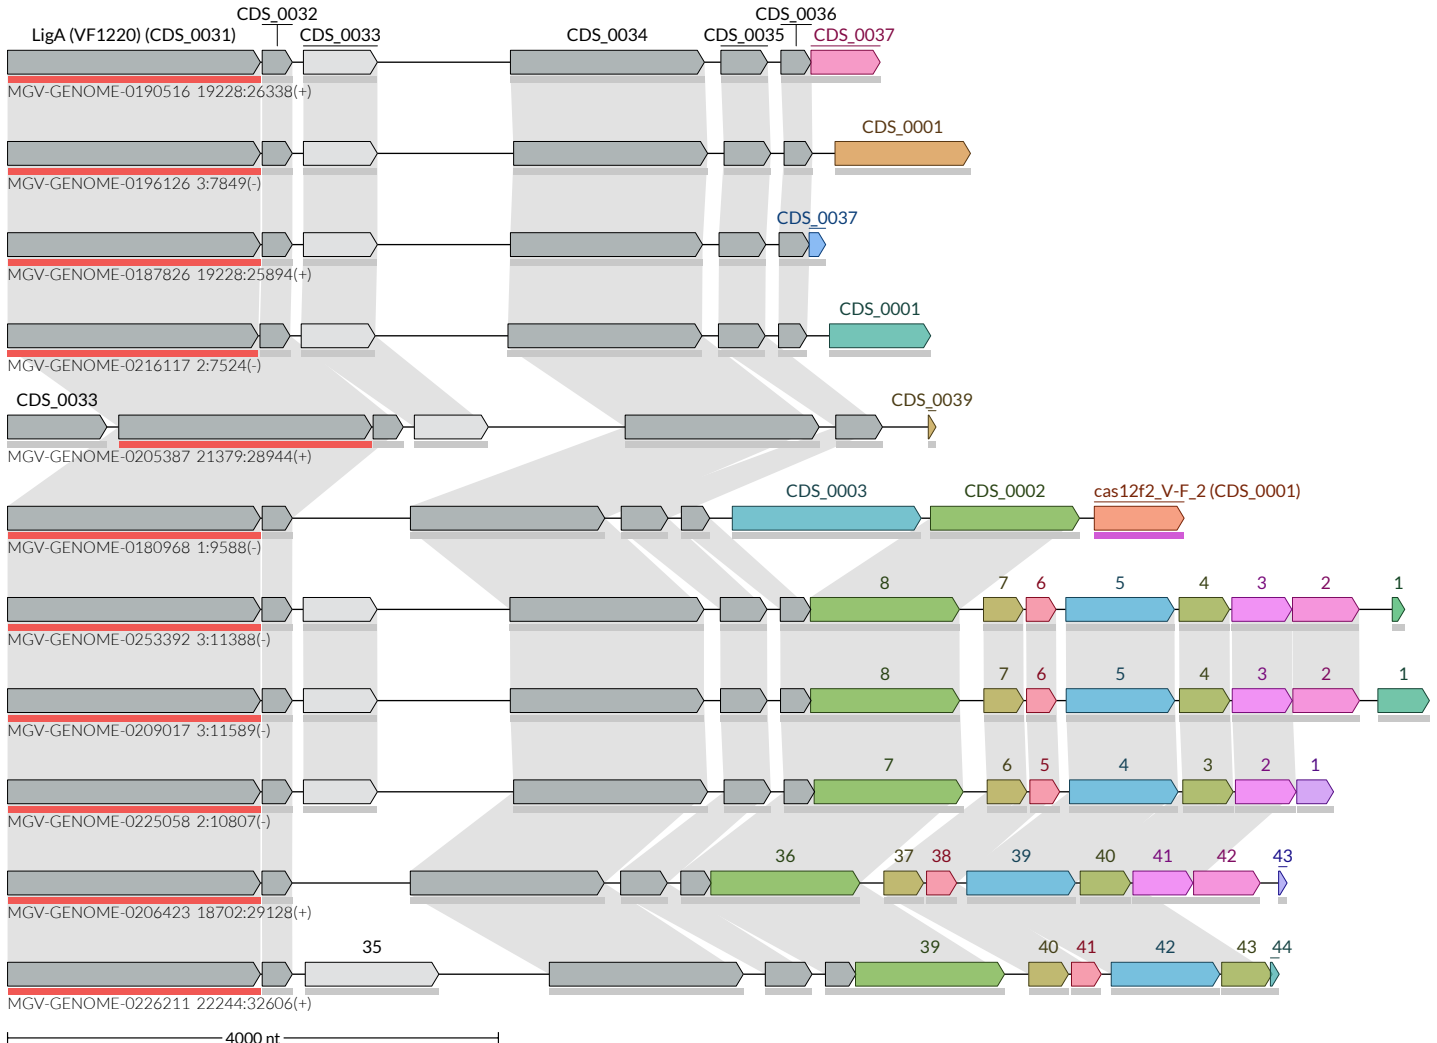 CDS_0032 CDS_0036
LigA (VF1220) (CDS_0031) CDS_0033 CDS_0034 CDS_0035 CDS_0037
MGV-GENOME-0190516 19228:26338(+)
CDS_0001
MGV-GENOME-0196126 3:7849(-)
CDS_0037
MGV-GENOME-0187826 19228:25894(+)
CDS_0001
MGV-GENOME-0216117 2:7524(-)
CDS_0033 CDS_0039
MGV-GENOME-0205387 21379:28944(+)
CDS_0003 CDS_0002 cas12f2_V-F_2 (CDS_0001)
MGV-GENOME-0180968 1:9588(-)
8 7 6 5 4 3 2 1
MGV-GENOME-0253392 3:11388(-)
8 7 6 5 4 3 2 1
MGV-GENOME-0209017 3:11589(-)
7 6 5 4 3 2 1
MGV-GENOME-0225058 2:10807(-)
36 37 38 39 40 41 42 43
MGV-GENOME-0206423 18702:29128(+)
35 39 40 41 42 43 44
MGV-GENOME-0226211 22244:32606(+)
4000 nt